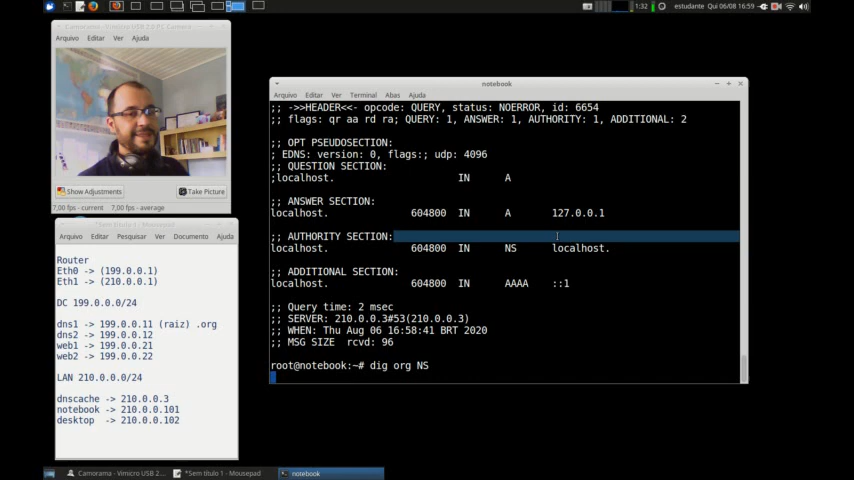 1:32
estudante Qui 06/08 16:59
Camorama - Vimicro USB 2.0 PC Camera
Arquivo Editar Ver Ajuda
Show Adjustments
Take Picture
7,00 fps - current 7,00 fps - average
*Sem título 1 - Mousepad
Arquivo Editar Pesquisar Ver Documento Ajuda
Router
Eth0 -> (199.0.0.1)
Eth1 -> (210.0.0.1)
DC 199.0.0.0/24
dns1 -> 199.0.0.11 (raiz) .org
dns2 -> 199.0.0.12
web1 -> 199.0.0.21
web2 -> 199.0.0.22
LAN 210.0.0.0/24
dnscache -> 210.0.0.3
notebook -> 210.0.0.101
desktop -> 210.0.0.102
notebook
Arquivo Editar Ver Terminal Abas Ajuda
;; ->>HEADER<<- opcode: QUERY, status: NOERROR, id: 6654
;; flags: qr aa rd ra; QUERY: 1, ANSWER: 1, AUTHORITY: 1, ADDITIONAL: 2
;; OPT PSEUDOSECTION:
; EDNS: version: 0, flags:; udp: 4096
;; QUESTION SECTION:
;localhost. IN A
;; ANSWER SECTION:
localhost. 604800 IN A 127.0.0.1
;; AUTHORITY SECTION:
localhost. 604800 IN NS localhost.
;; ADDITIONAL SECTION:
localhost. 604800 IN AAAA ::1
;; Query time: 2 msec
;; SERVER: 210.0.0.3#53(210.0.0.3)
;; WHEN: Thu Aug 06 16:58:41 BRT 2020
;; MSG SIZE rcvd: 96
root@notebook:~# dig org NS
Camorama - Vimicro USB 2...
*Sem título 1 - Mousepad
notebook